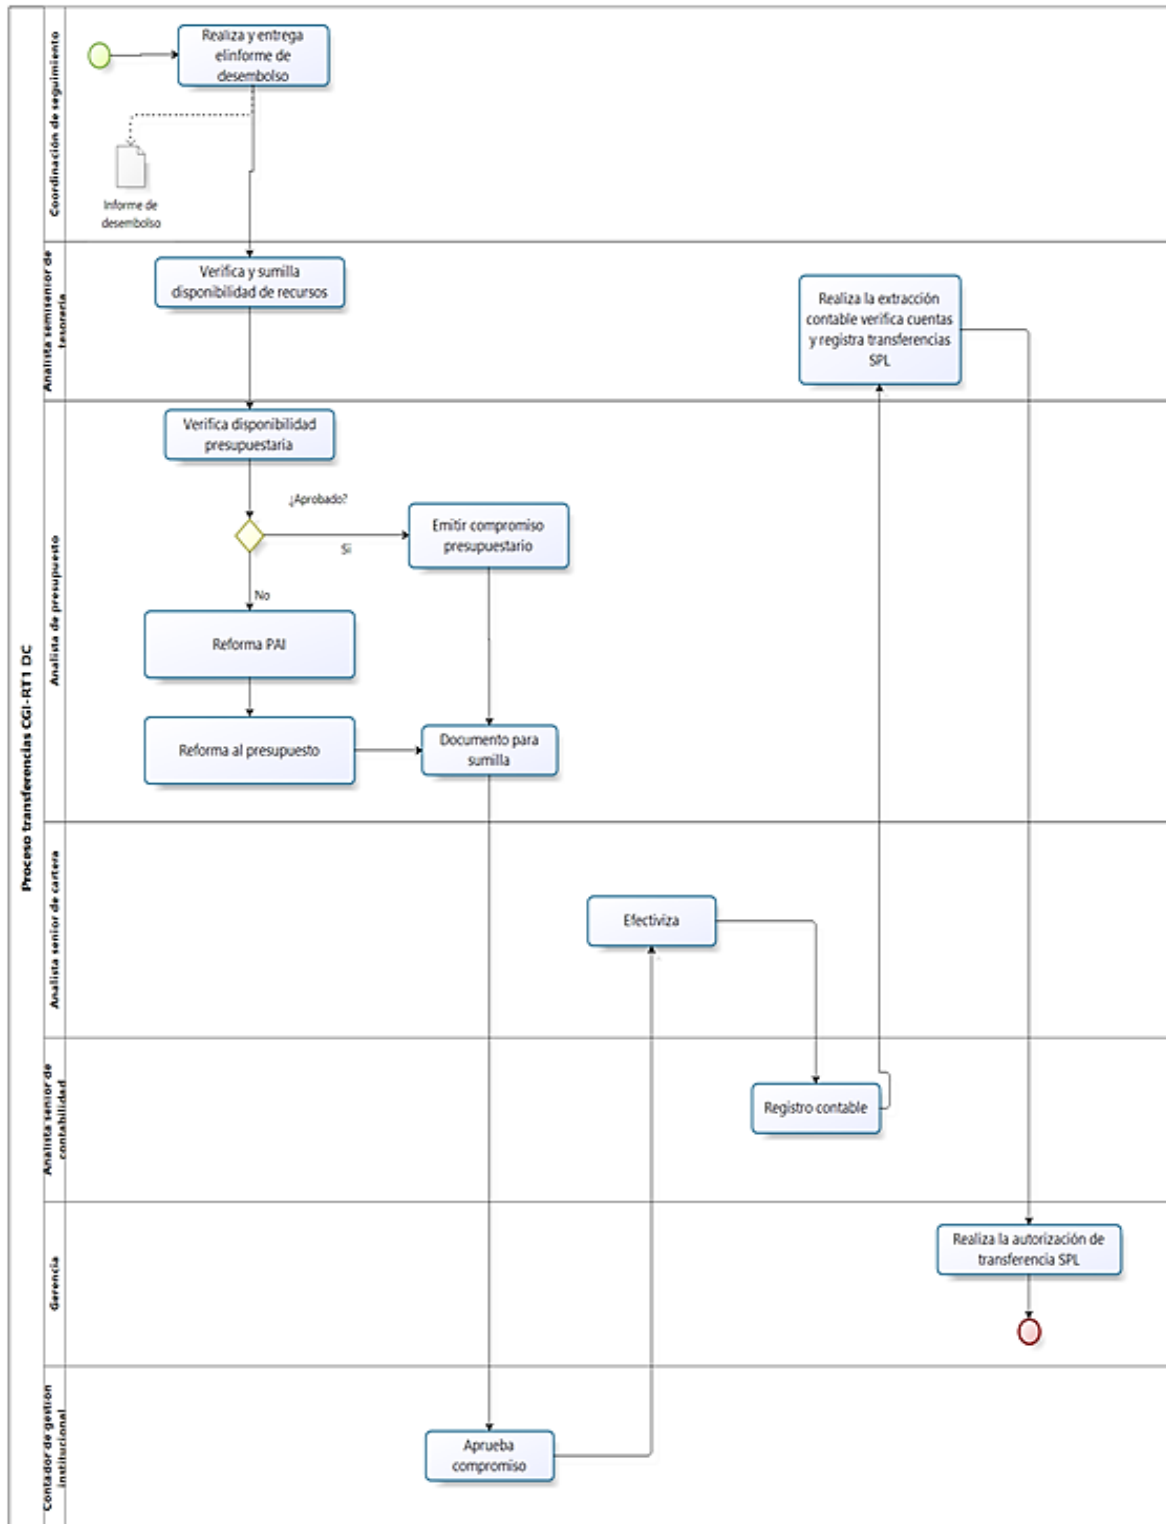 Proceso transferencias CGI-RT1 DC
Coordinación de seguimiento
Realiza y entrega
elinforme de
desembolso
Informe de
desembolso
Analista semisenior de
tesorería
Verifica y sumilla
disponibilidad de recursos
Realiza la extracción
contable verifica cuentas
y registra transferencias
SPL
Analista de presupuesto
Verifica disponibilidad
presupuestaria
¿Aprobado?
Si
Emitir compromiso
presupuestario
No
Reforma PAI
Reforma al presupuesto
Documento para
sumilla
Analista senior de cartera
Efectiviza
Analista senior de
contabilidad
Registro contable
Gerencia
Realiza la autorización de
transferencia SPL
Contador de gestión
institucional
Aprueba
compromiso